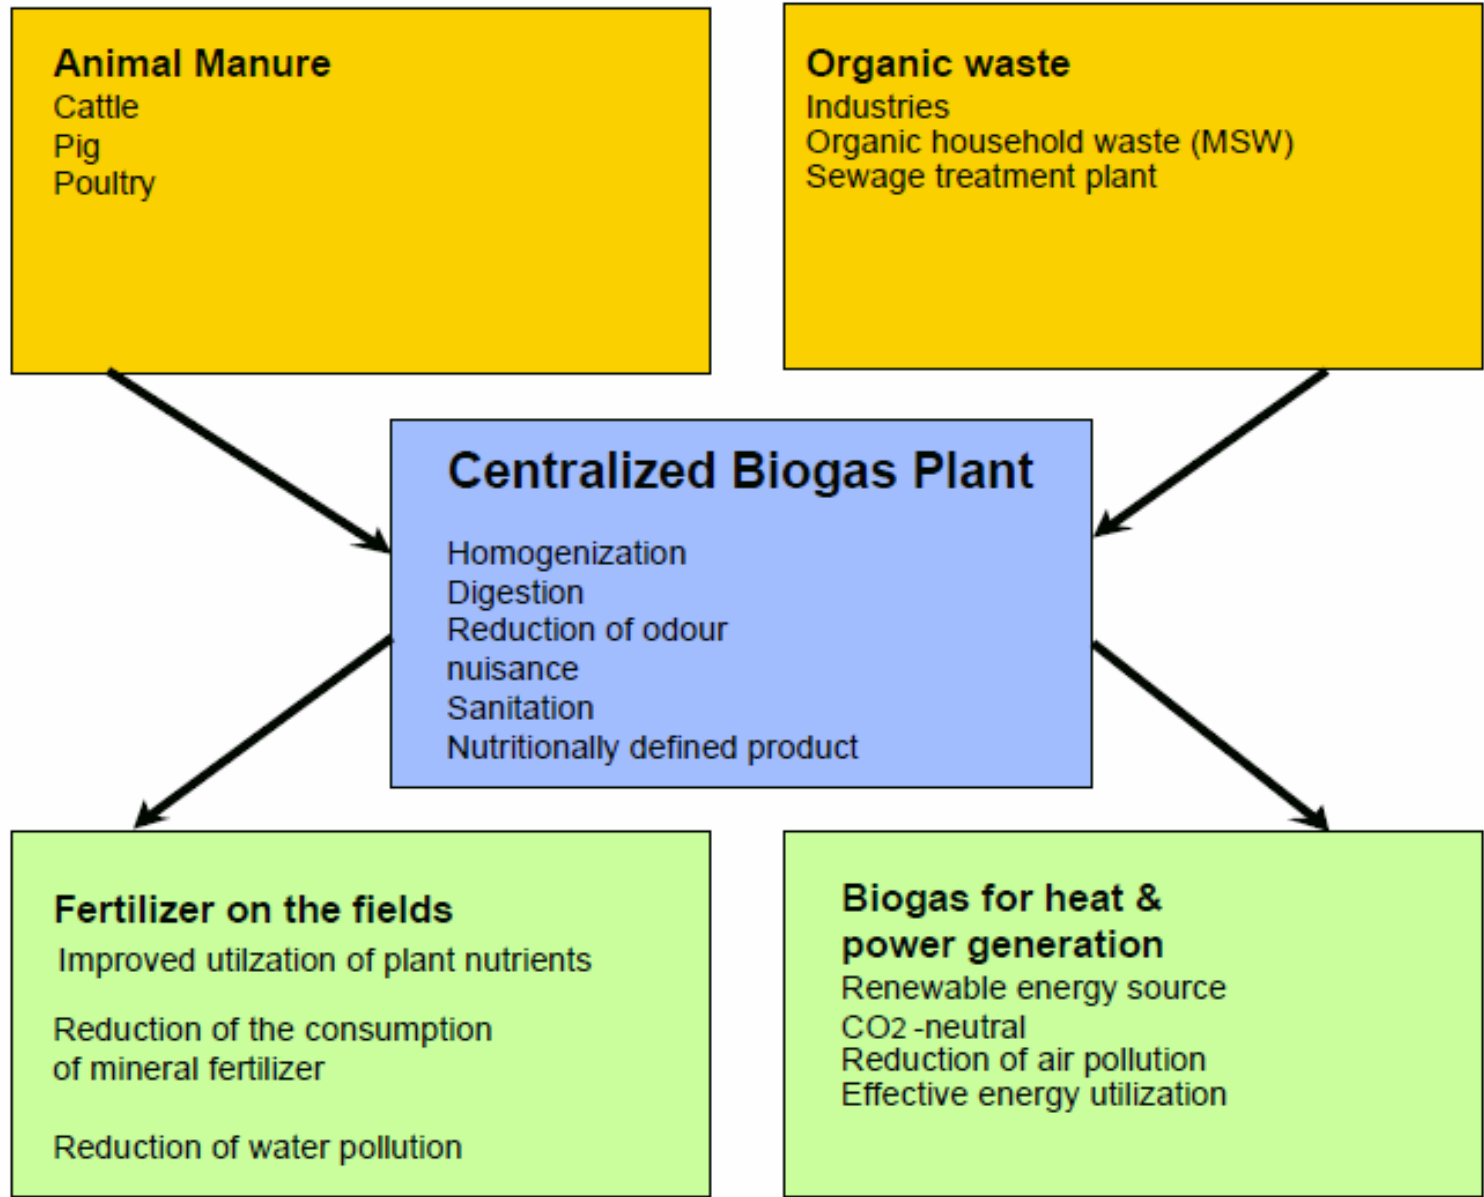 Animal Manure
Cattle
Pig
Poultry
Organic waste
Industries
Organic household waste (MSW)
Sewage treatment plant
Centralized Biogas Plant
Homogenization
Digestion
Reduction of odour
nuisance
Sanitation
Nutritionally defined product
Fertilizer on the fields
Improved utilzation of plant nutrients
Reduction of the consumption
of mineral fertilizer
Reduction of water pollution
Biogas for heat &
power generation
Renewable energy source
CO2 -neutral
Reduction of air pollution
Effective energy utilization